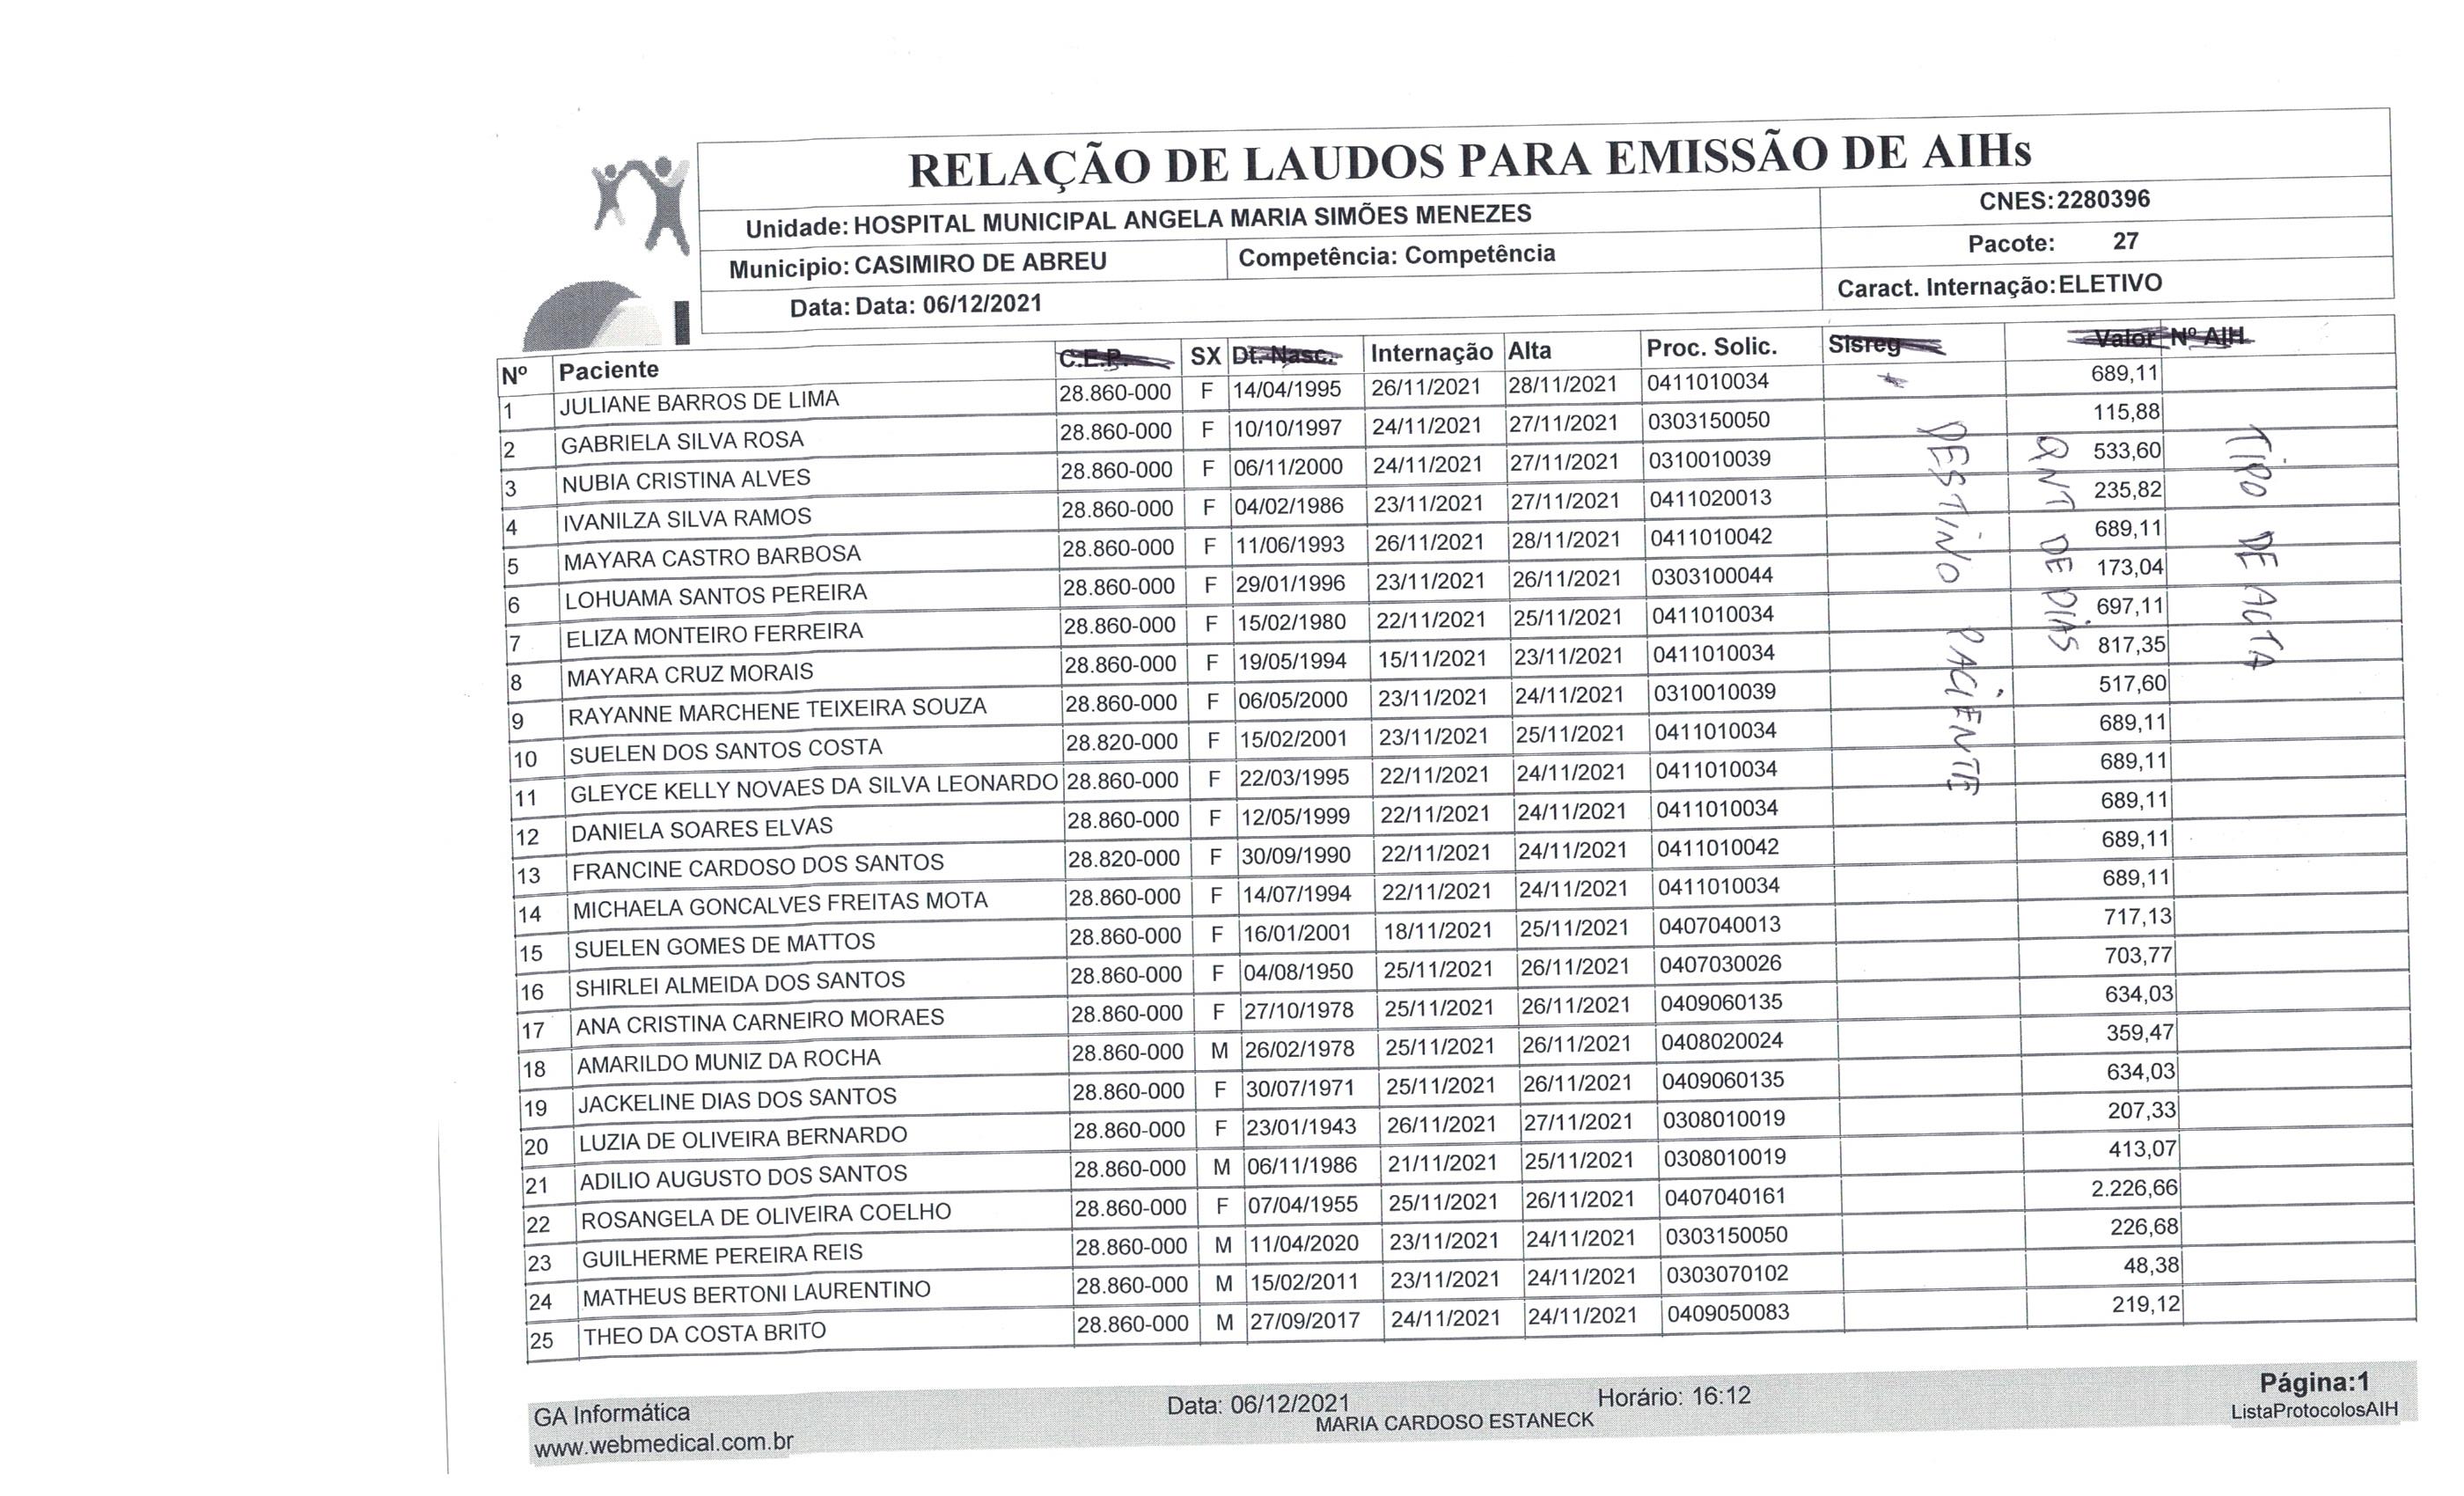 RELAÇÃO DE LAUDOS PARA EMISSÃO DE AIHs
Unidade: HOSPITAL MUNICIPAL ANGELA MARIA SIMÕES MENEZES CNES:2280396
Municipio: CASIMIRO DE ABREU Competência: Competência Pacote: 27
Data: Data: 06/12/2021 Caract. Internação:ELETIVO
Nº Paciente C.E.P. SX Dt. Nasc. Internação Alta Proc. Solic. Sisreg Valor Nº AIH
1 JULIANE BARROS DE LIMA 28.860-000 F 14/04/1995 26/11/2021 28/11/2021 0411010034 689,11
2 GABRIELA SILVA ROSA 28.860-000 F 10/10/1997 24/11/2021 27/11/2021 0303150050 115,88
3 NUBIA CRISTINA ALVES 28.860-000 F 06/11/2000 24/11/2021 27/11/2021 0310010039 533,60
4 IVANILZA SILVA RAMOS 28.860-000 F 04/02/1986 23/11/2021 27/11/2021 0411020013 235,82
5 MAYARA CASTRO BARBOSA 28.860-000 F 11/06/1993 26/11/2021 28/11/2021 0411010042 689,11
6 LOHUAMA SANTOS PEREIRA 28.860-000 F 29/01/1996 23/11/2021 26/11/2021 0303100044 173,04
7 ELIZA MONTEIRO FERREIRA 28.860-000 F 15/02/1980 22/11/2021 25/11/2021 0411010034 697,11
8 MAYARA CRUZ MORAIS 28.860-000 F 19/05/1994 15/11/2021 23/11/2021 0411010034 817,35
9 RAYANNE MARCHENE TEIXEIRA SOUZA 28.860-000 F 06/05/2000 23/11/2021 24/11/2021 0310010039 517,60
10 SUELEN DOS SANTOS COSTA 28.820-000 F 15/02/2001 23/11/2021 25/11/2021 0411010034 689,11
11 GLEYCE KELLY NOVAES DA SILVA LEONARDO 28.860-000 F 22/03/1995 22/11/2021 24/11/2021 0411010034 689,11
12 DANIELA SOARES ELVAS 28.860-000 F 12/05/1999 22/11/2021 24/11/2021 0411010034 689,11
13 FRANCINE CARDOSO DOS SANTOS 28.820-000 F 30/09/1990 22/11/2021 24/11/2021 0411010042 689,11
14 MICHAELA GONCALVES FREITAS MOTA 28.860-000 F 14/07/1994 22/11/2021 24/11/2021 0411010034 689,11
15 SUELEN GOMES DE MATTOS 28.860-000 F 16/01/2001 18/11/2021 25/11/2021 0407040013 717,13
16 SHIRLEI ALMEIDA DOS SANTOS 28.860-000 F 04/08/1950 25/11/2021 26/11/2021 0407030026 703,77
17 ANA CRISTINA CARNEIRO MORAES 28.860-000 F 27/10/1978 25/11/2021 26/11/2021 0409060135 634,03
18 AMARILDO MUNIZ DA ROCHA 28.860-000 M 26/02/1978 25/11/2021 26/11/2021 0408020024 359,47
19 JACKELINE DIAS DOS SANTOS 28.860-000 F 30/07/1971 25/11/2021 26/11/2021 0409060135 634,03
20 LUZIA DE OLIVEIRA BERNARDO 28.860-000 F 23/01/1943 26/11/2021 27/11/2021 0308010019 207,33
21 ADILIO AUGUSTO DOS SANTOS 28.860-000 M 06/11/1986 21/11/2021 25/11/2021 0308010019 413,07
22 ROSANGELA DE OLIVEIRA COELHO 28.860-000 F 07/04/1955 25/11/2021 26/11/2021 0407040161 2.226,66
23 GUILHERME PEREIRA REIS 28.860-000 M 11/04/2020 23/11/2021 24/11/2021 0303150050 226,68
24 MATHEUS BERTONI LAURENTINO 28.860-000 M 15/02/2011 23/11/2021 24/11/2021 0303070102 48,38
25 THEO DA COSTA BRITO 28.860-000 M 27/09/2017 24/11/2021 24/11/2021 0409050083 219,12
DESTINO PACIENTE
QNT DE DIAS
TIPO DE ALTA
GA Informática Data: 06/12/2021 Horário: 16:12 Página:1
www.webmedical.com.br MARIA CARDOSO ESTANECK ListaProtocolosAIH